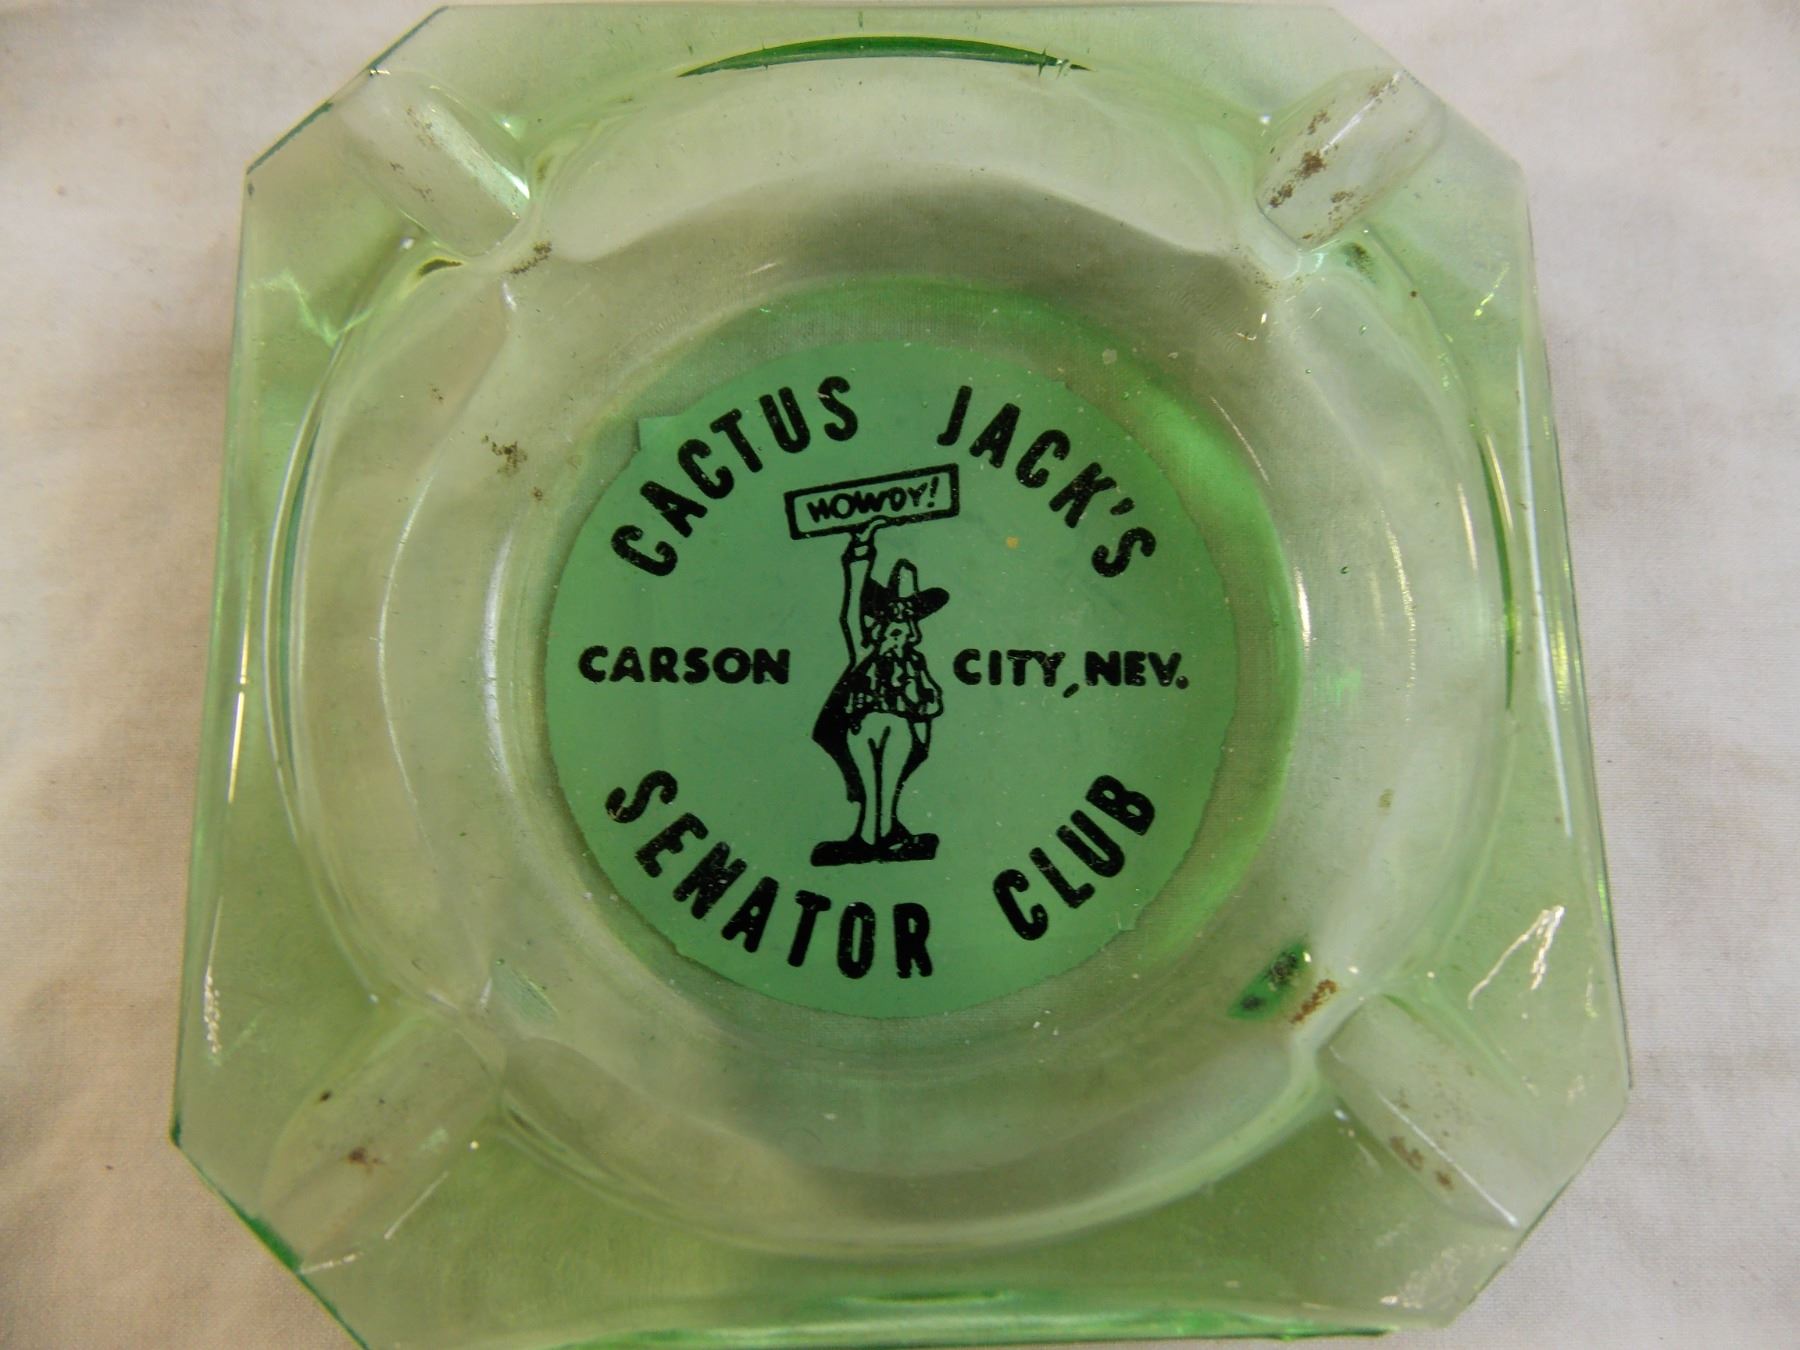 CACTUS JACK'S
HOWDY!
CARSON CITY, NEV.
SENATOR CLUB